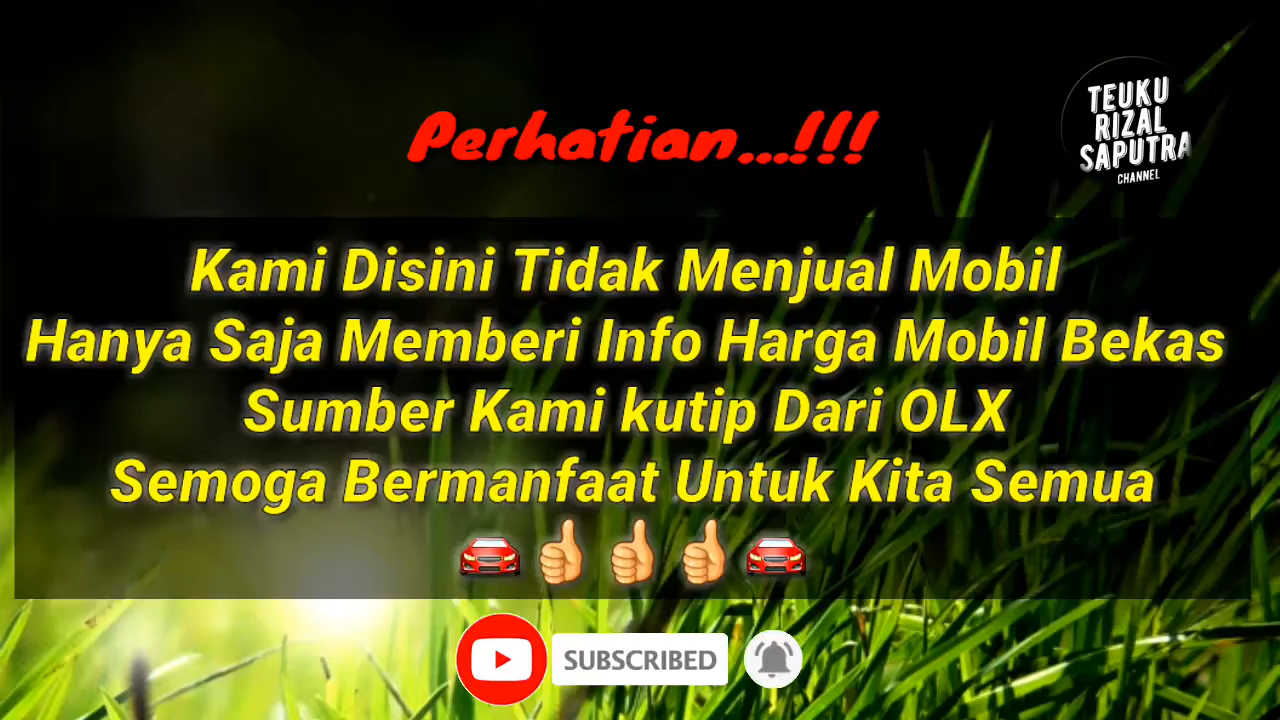 Perhatian...!!!
TEUKU
RIZAL
SAPUTRA
CHANNEL
Kami Disini Tidak Menjual Mobil
Hanya Saja Memberi Info Harga Mobil Bekas
Sumber Kami kutip Dari OLX
Semoga Bermanfaat Untuk Kita Semua
🚘👍👍👍🚘
SUBSCRIBED